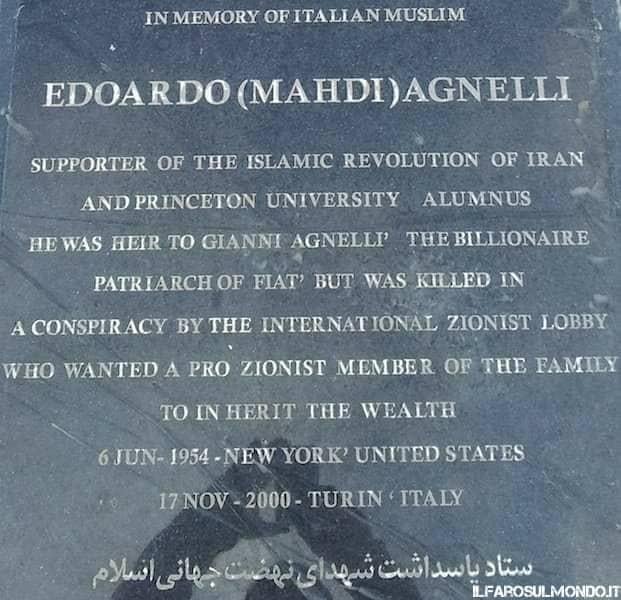 IN MEMORY OF ITALIAN MUSLIM
EDOARDO (MAHDI) AGNELLI
SUPPORTER OF THE ISLAMIC REVOLUTION OF IRAN
AND PRINCETON UNIVERSITY ALUMNUS
HE WAS HEIR TO GIANNI AGNELLI' THE BILLIONAIRE
PATRIARCH OF FIAT' BUT WAS KILLED IN
A CONSPIRACY BY THE INTERNATIONAL ZIONIST LOBBY
WHO WANTED A PRO ZIONIST MEMBER OF THE FAMILY
TO IN HERIT THE WEALTH
6 JUN- 1954 - NEW YORK' UNITED STATES
17 NOV - 2000 - TURIN ‘ ITALY
ستاد پاسداشت شهدای نهضت جهانی اسلام
ILFAROSULMONDO.IT